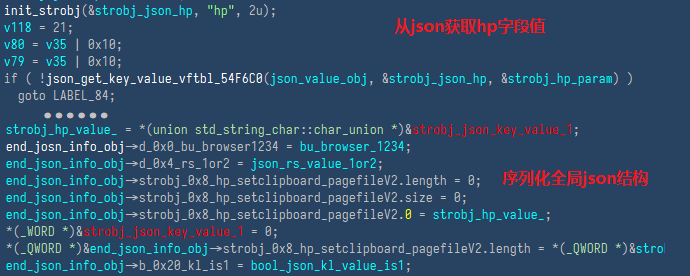 init_strobj(&strobj_json_hp, "hp", 2u);
从json获取hp字段值
v118 = 21;
v80 = v35 | 0x10;
v79 = v35 | 0x10;
if ( !json_get_key_value_vftbl_54F6C0(json_value_obj, &strobj_json_hp, &strobj_hp_param) )
goto LABEL_84;
strobj_hp_value_ = *(union std_string_char::char_union *)&strobj_json_key_value_1;
end_josn_info_obj->d_0x0_bu_browser1234 = bu_browser_1234;
end_json_info_obj->d_0x4_rs_1or2 = json_rs_value_1or2;
end_json_info_obj->strobj_0x8_hp_setclipboard_pagefileV2.length = 0;
序列化全局json结构
end_json_info_obj->strobj_0x8_hp_setclipboard_pagefileV2.size = 0;
end_json_info_obj->strobj_0x8_hp_setclipboard_pagefileV2.0 = strobj_hp_value_;
*(_WORD *)&strobj_json_key_value_1 = 0;
*(_QWORD *)&end_json_info_obj->strobj_0x8_hp_setclipboard_pagefileV2.length = *(_QWORD *)&stro
end_json_info_obj->b_0x20_kl_is1 = bool_json_kl_value_is1;